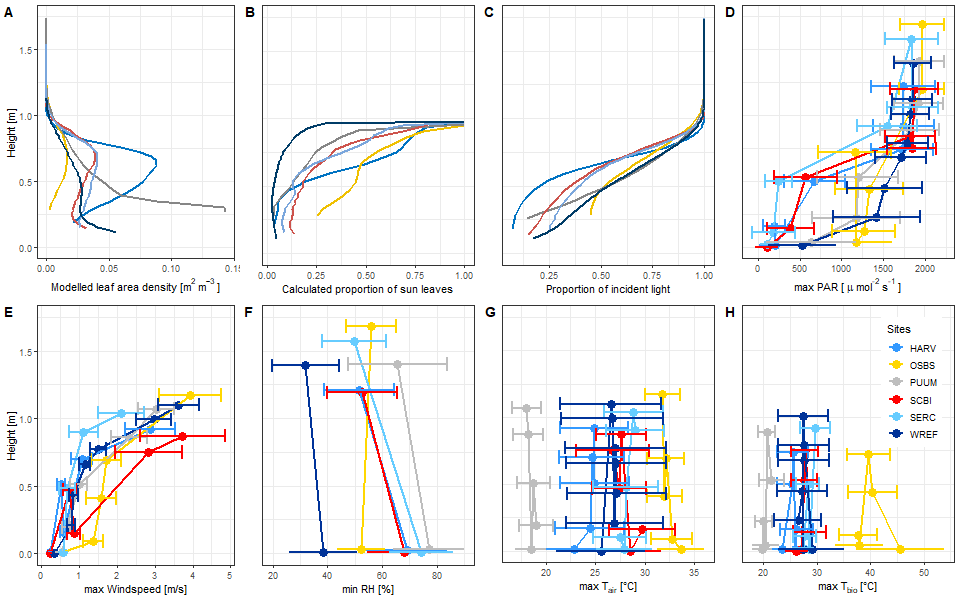 A
B
C
D
Height [m]
1.5
1.0
0.5
0.0
0.00
0.05
0.10
0.15
0.00
0.25
0.50
0.75
1.00
0.25
0.50
0.75
1.00
0
500
1000
1500
2000
Modelled leaf area density [m² m⁻³]
Calculated proportion of sun leaves
Proportion of incident light
max PAR [ μ mol⁻² s⁻¹ ]
E
F
G
H
Height [m]
1.5
1.0
0.5
0.0
Sites
HARV
OSBS
PUUM
SCBI
SERC
WREF
0
1
2
3
4
5
40
60
80
20
25
30
35
20
30
40
50
max Windspeed [m/s]
min RH [%]
max Tair [°C]
max Tbio [°C]